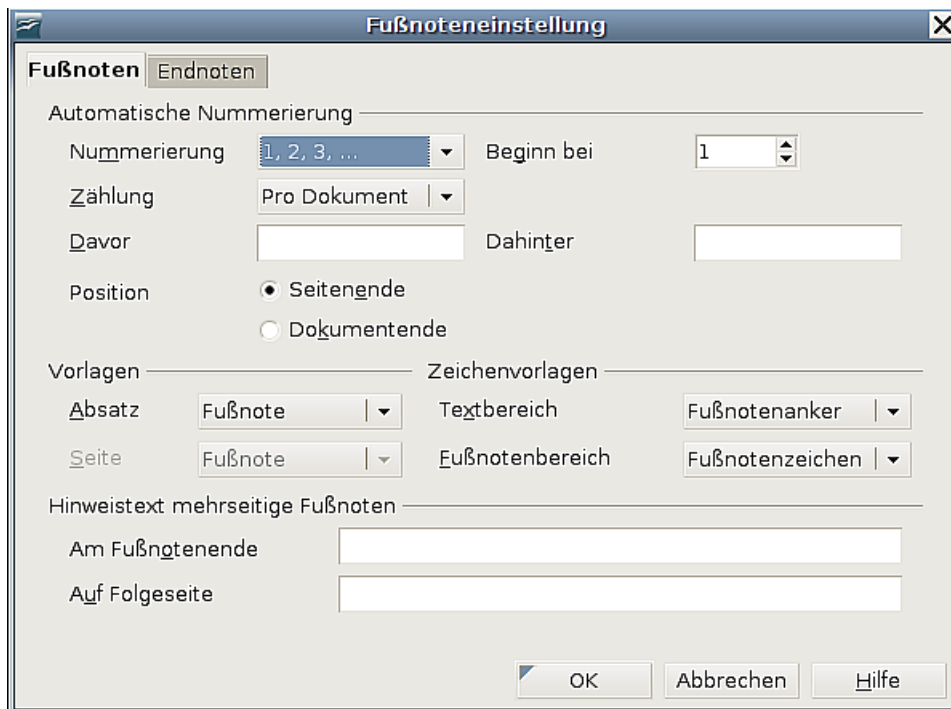 Fußnoteneinstellung
Fußnoten Endnoten
Automatische Nummerierung
Nummerierung 1, 2, 3, ... Beginn bei 1
Zählung Pro Dokument
Davor Dahinter
Position Seitenende
Dokumentende
Vorlagen Zeichenvorlagen
Absatz Fußnote Textbereich Fußnotenanker
Seite Fußnote Fußnotenbereich Fußnotenzeichen
Hinweistext mehrseitige Fußnoten
Am Fußnotenende
Auf Folgeseite
OK Abbrechen Hilfe